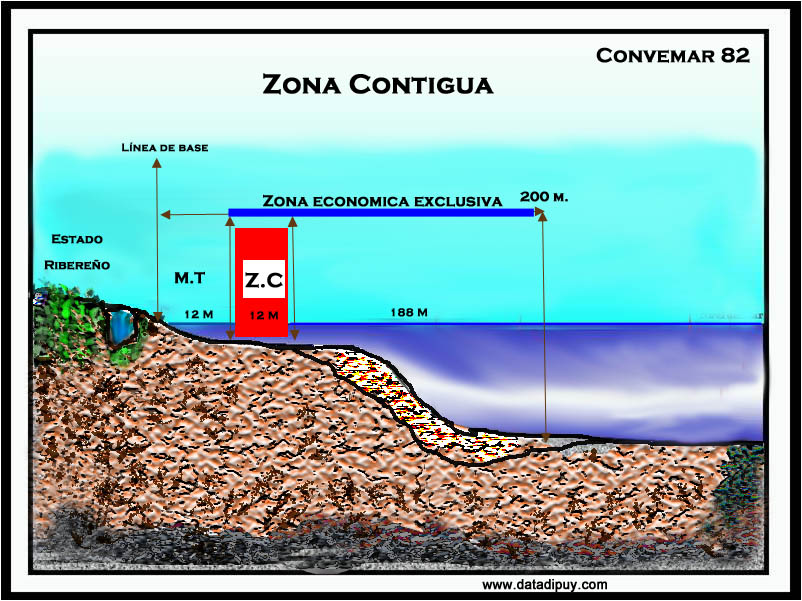 CONVEMAR 82
ZONA CONTIGUA
LÍNEA DE BASE
ZONA ECONOMICA EXCLUSIVA
200 M.
ESTADO
RIBEREÑO
M.T
Z.C
12 M
12 M
188 M
www.datadipuy.com